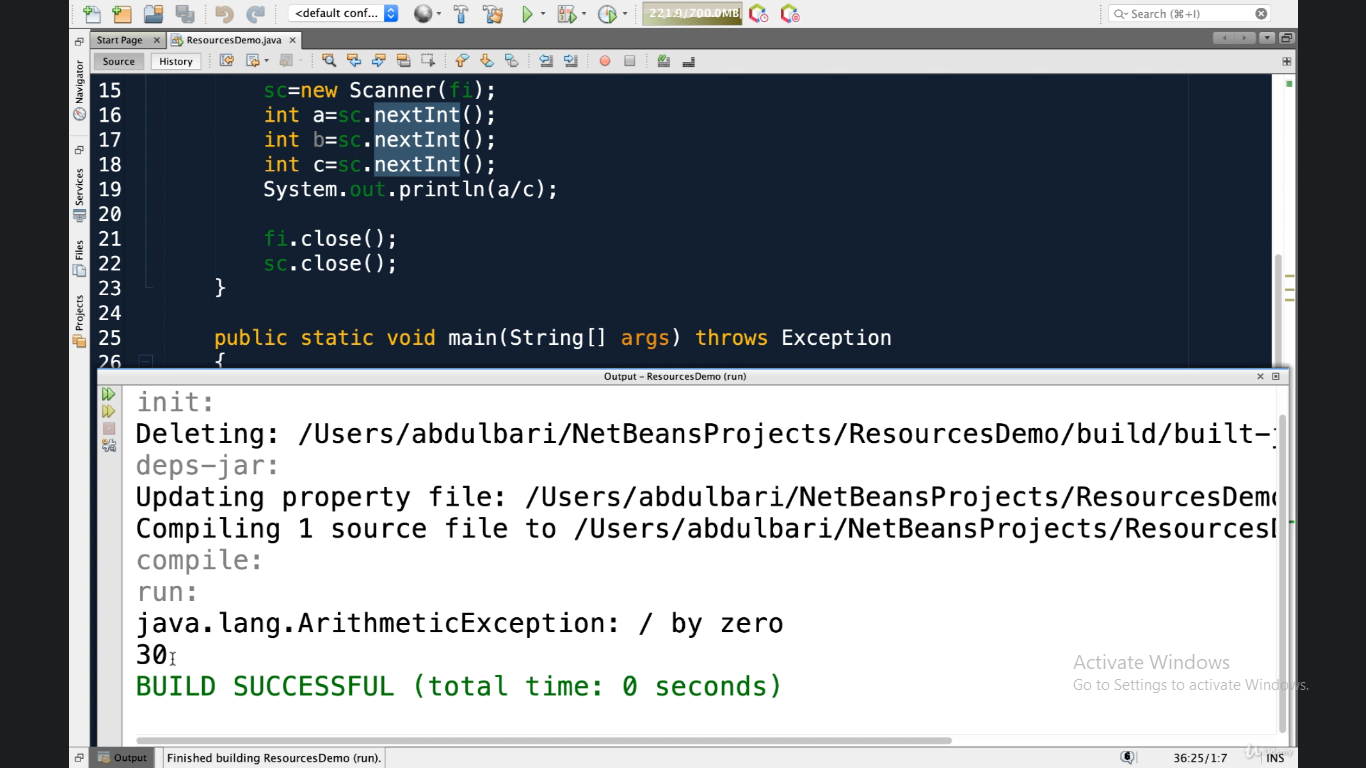 <default conf...
221.9/700.0MB
Search (⌘+I)
Start Page
ResourcesDemo.java
Source
History
Navigator
Services
Files
Projects
15 sc=new Scanner(fi);
16 int a=sc.nextInt();
17 int b=sc.nextInt();
18 int c=sc.nextInt();
19 System.out.println(a/c);
20
21 fi.close();
22 sc.close();
23 }
24
25 public static void main(String[] args) throws Exception
26 {
Output – ResourcesDemo (run)
init:
Deleting: /Users/abdulbari/NetBeansProjects/ResourcesDemo/build/built-j
deps-jar:
Updating property file: /Users/abdulbari/NetBeansProjects/ResourcesDemo
Compiling 1 source file to /Users/abdulbari/NetBeansProjects/ResourcesD
compile:
run:
java.lang.ArithmeticException: / by zero
30
BUILD SUCCESSFUL (total time: 0 seconds)
Activate Windows
Go to Settings to activate Windows.
Output
Finished building ResourcesDemo (run).
36:25/1:7
INS